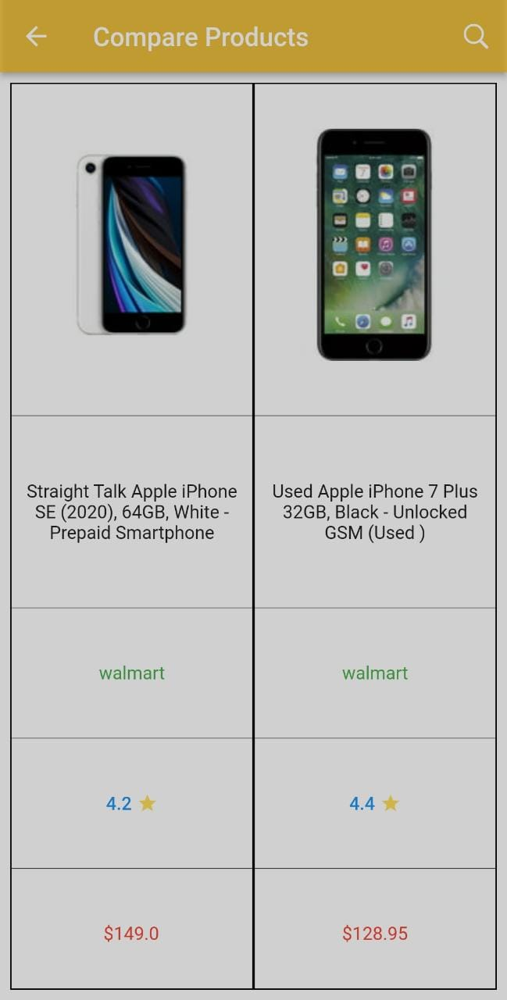 Compare Products
Straight Talk Apple iPhone
SE (2020), 64GB, White -
Prepaid Smartphone
Used Apple iPhone 7 Plus
32GB, Black - Unlocked
GSM (Used )
walmart
walmart
4.2
4.4
$149.0
$128.95